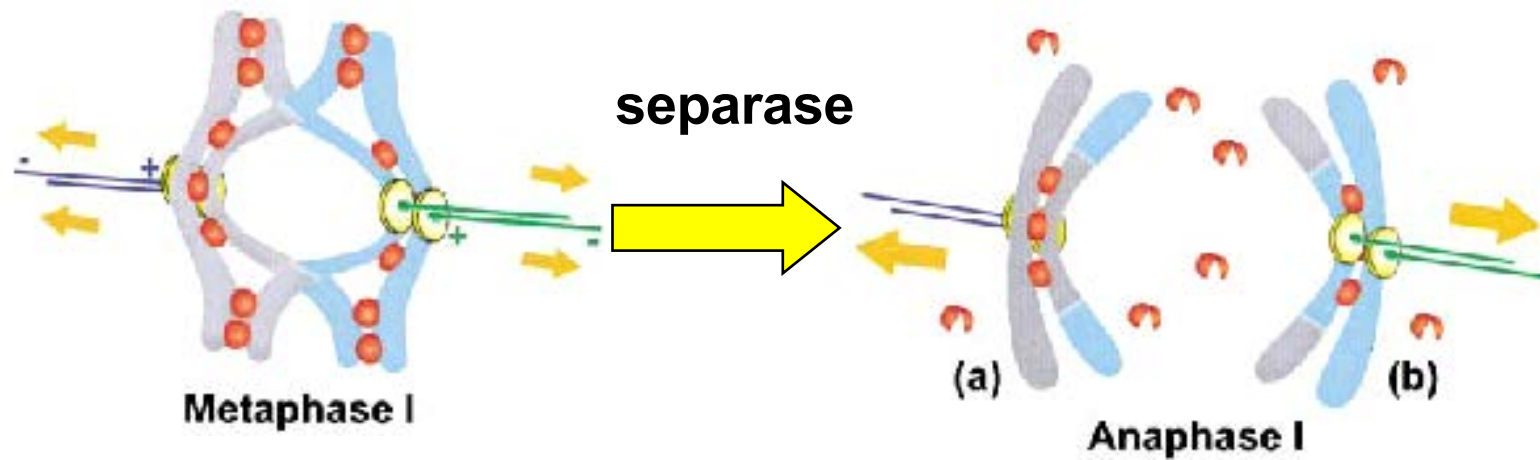 separase
-
+
+
-
(a)
(b)
Metaphase I
Anaphase I